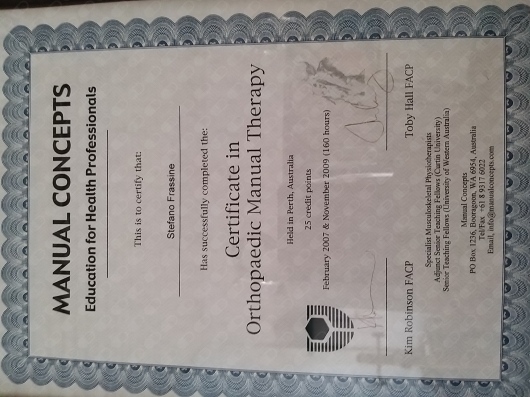 MANUAL CONCEPTS
Education for Health Professionals
This is to certify that:
Stefano Frassine
Has successfully completed the:
Certificate in
Orthopaedic Manual Therapy
Held in Perth, Australia
25 credit points
February 2007 & November 2009 (160 hours)
Kim Robinson FACP
Toby Hall FACP
Specialist Musculoskeletal Physiotherapists
Adjunct Senior Teaching Fellows (Curtin University)
Senior Teaching Fellows (University of Western Australia)
Manual Concepts
PO Box 1236, Booragoon, WA 6954, Australia
Tel/Fax +61 8 9317 6022
Email, info@manualconcepts.com